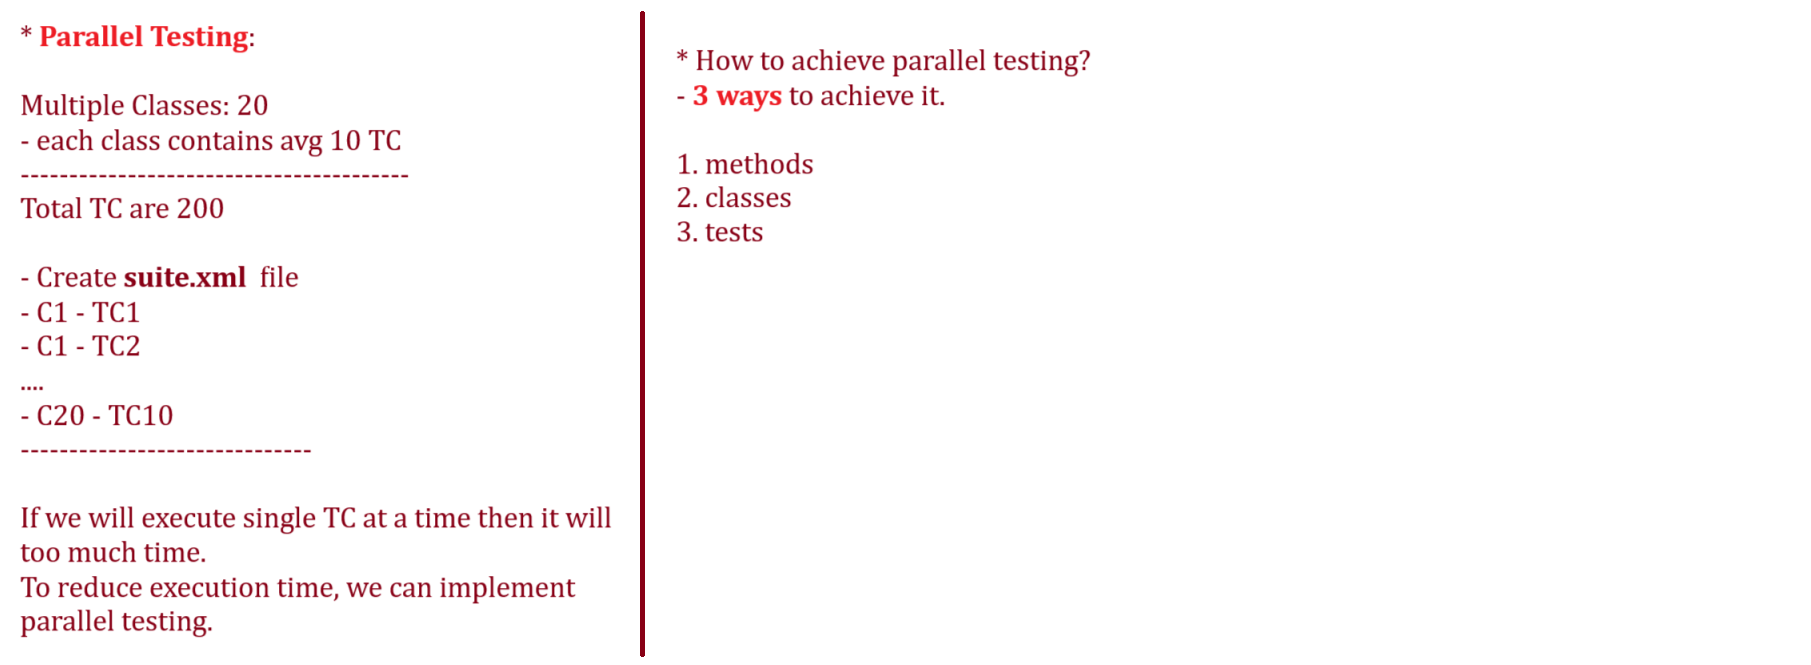 * Parallel Testing:
Multiple Classes: 20
- each class contains avg 10 TC
----------------------------------------
Total TC are 200
- Create suite.xml  file
- C1 - TC1
- C1 - TC2
....
- C20 - TC10
------------------------------
If we will execute single TC at a time then it will
too much time.
To reduce execution time, we can implement
parallel testing.
* How to achieve parallel testing?
- 3 ways to achieve it.
1. methods
2. classes
3. tests